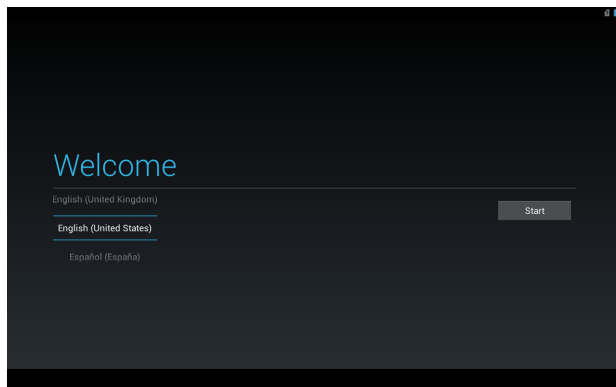 Welcome
English (United Kingdom)
English (United States)
Español (España)
Start